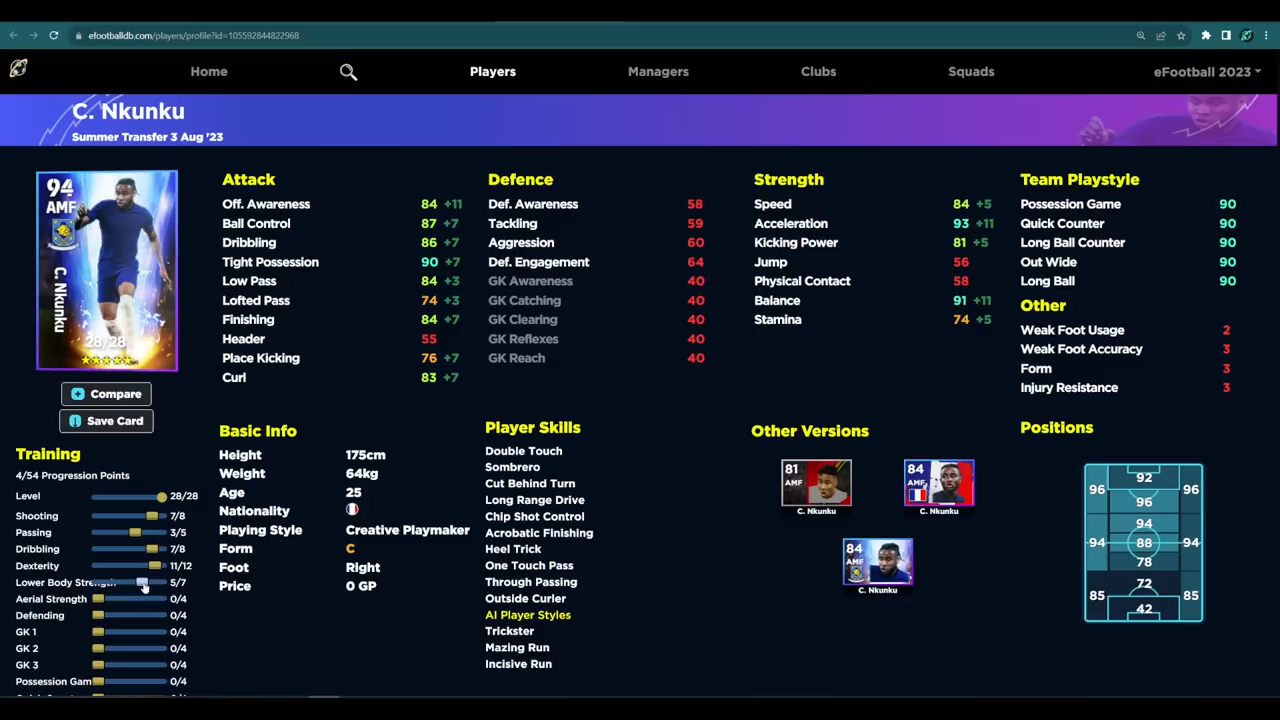 efootballdb.com/players/profile?id=105592844822968
Home Players Managers Clubs Squads eFootball 2023
C. Nkunku
Summer Transfer 3 Aug '23
94
AMF
C. Nkunku
28/28
Compare
Save Card
Attack
Off. Awareness 84 +11
Ball Control 87 +7
Dribbling 86 +7
Tight Possession 90 +7
Low Pass 84 +3
Lofted Pass 74 +3
Finishing 84 +7
Header 55
Place Kicking 76 +7
Curl 83 +7
Defence
Def. Awareness 58
Tackling 59
Aggression 60
Def. Engagement 64
GK Awareness 40
GK Catching 40
GK Clearing 40
GK Reflexes 40
GK Reach 40
Strength
Speed 84 +5
Acceleration 93 +11
Kicking Power 81 +5
Jump 56
Physical Contact 58
Balance 91 +11
Stamina 74 +5
Team Playstyle
Possession Game 90
Quick Counter 90
Long Ball Counter 90
Out Wide 90
Long Ball 90
Other
Weak Foot Usage 2
Weak Foot Accuracy 3
Form 3
Injury Resistance 3
Training
4/54 Progression Points
Level 28/28
Shooting 7/8
Passing 3/5
Dribbling 7/8
Dexterity 11/12
Lower Body Strength 5/7
Aerial Strength 0/4
Defending 0/4
GK 1 0/4
GK 2 0/4
GK 3 0/4
Possession Gam 0/4
Basic Info
Height 175cm
Weight 64kg
Age 25
Nationality
Playing Style Creative Playmaker
Form C
Foot Right
Price 0 GP
Player Skills
Double Touch
Sombrero
Cut Behind Turn
Long Range Drive
Chip Shot Control
Acrobatic Finishing
Heel Trick
One Touch Pass
Through Passing
Outside Curler
AI Player Styles
Trickster
Mazing Run
Incisive Run
Other Versions
81
AMF
C. Nkunku
84
AMF
C. Nkunku
84
AMF
C. Nkunku
Positions
92
96 96 96
94
94 88 94
78
72
85 85
42